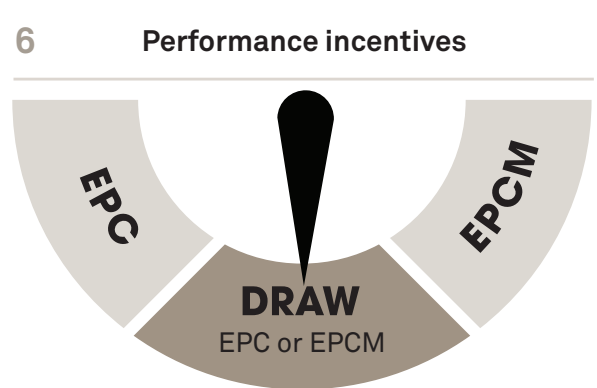 6
Performance incentives
EPC
EPCM
DRAW
EPC or EPCM